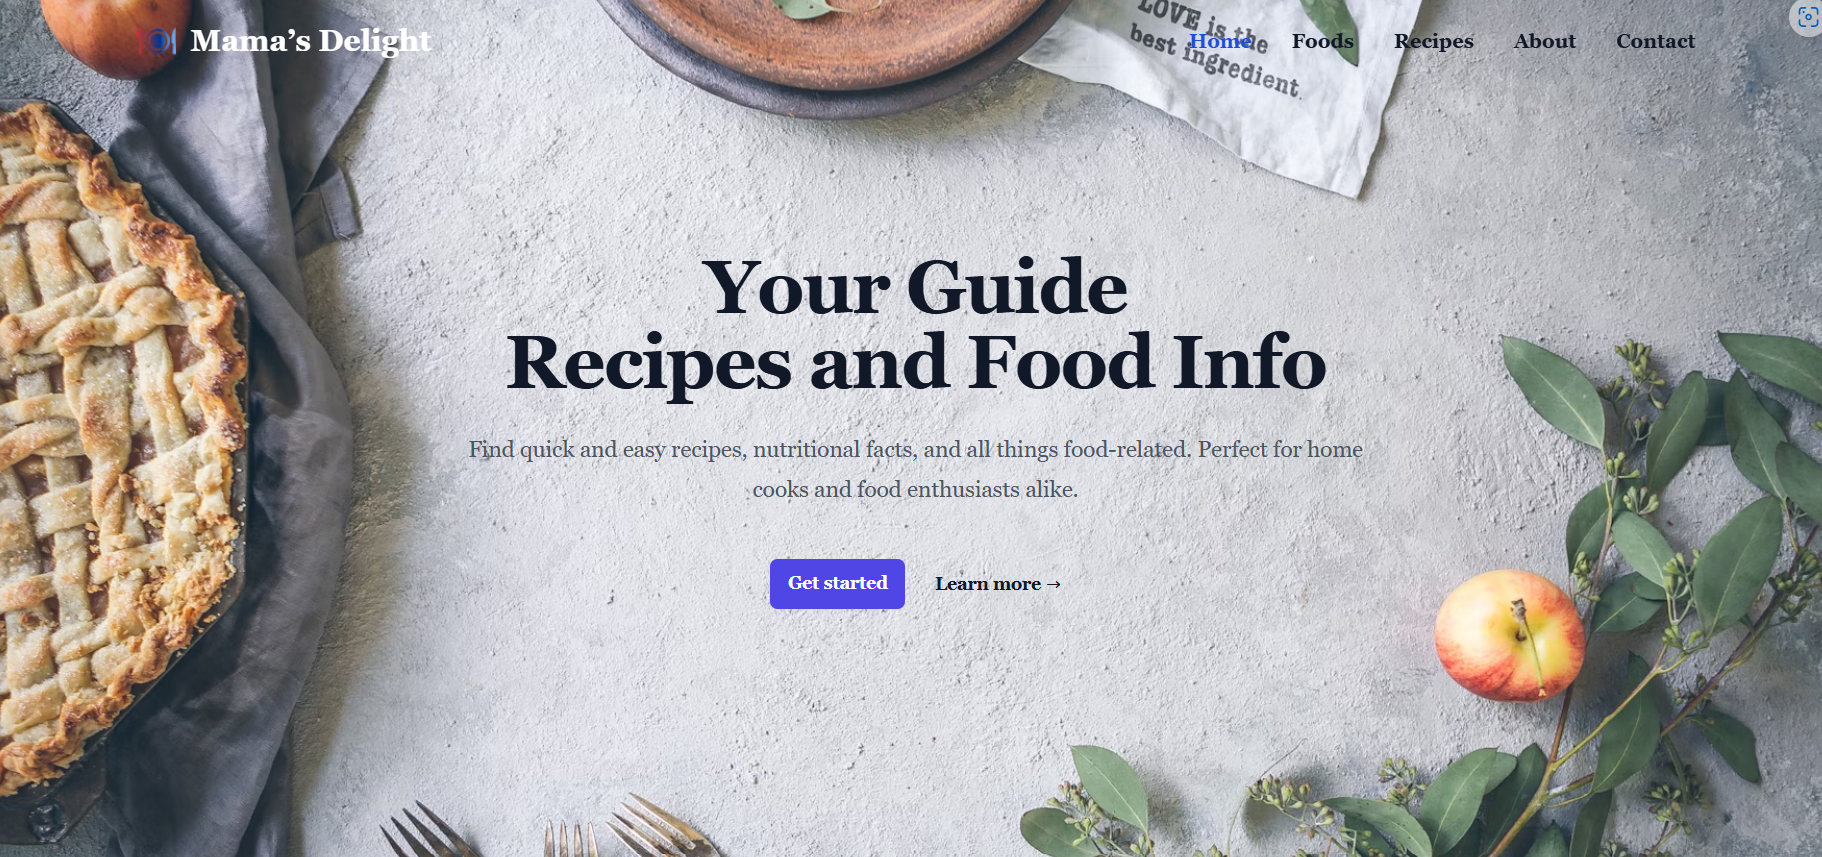 Mama’s Delight
LOVE is the
best ingredient.
Home Foods Recipes About Contact
Your Guide
Recipes and Food Info
Find quick and easy recipes, nutritional facts, and all things food-related. Perfect for home
cooks and food enthusiasts alike.
Get started Learn more →